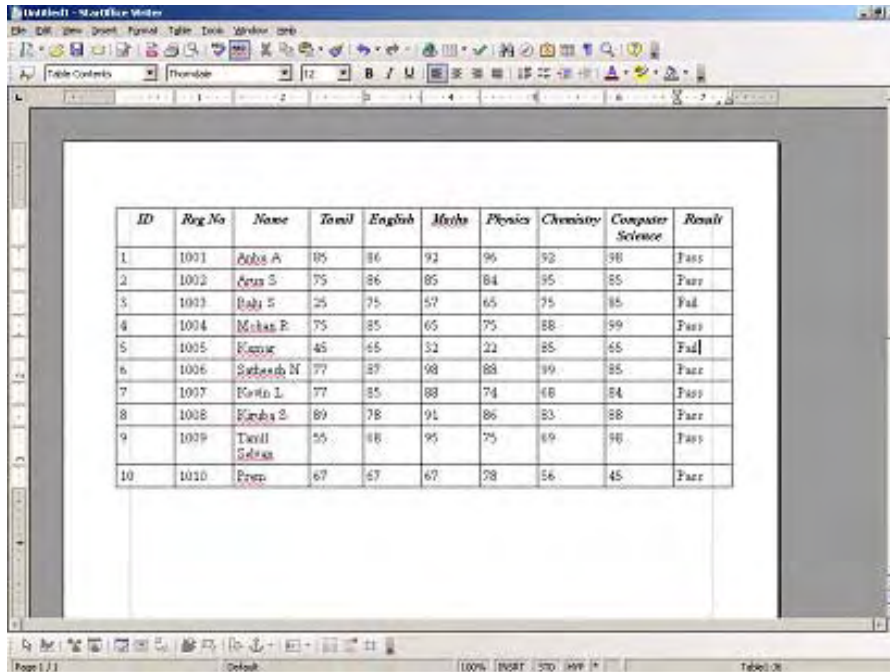 Untitled1 - StarOffice Writer
File Edit View Insert Format Table Tools Window Help
Table Contents Thorndale 12 B I U
ID Reg No Name Tamil English Maths Physics Chemistry Computer Science Result
1 1001 Anbu A 85 86 92 96 92 98 Pass
2 1002 Arun S 75 86 85 84 95 85 Pass
3 1003 Balu S 25 75 57 65 75 85 Fail
4 1004 Mohan R 75 85 65 75 88 99 Pass
5 1005 Kumar 45 65 32 22 85 65 Fail
6 1006 Satheesh N 77 87 98 88 99 85 Pass
7 1007 Kevin L 77 85 88 74 68 84 Pass
8 1008 Kiruba S 89 78 91 86 83 88 Pass
9 1009 Tamil Selvan 55 68 95 75 69 98 Pass
10 1010 Prem 67 67 67 78 56 45 Pass
Page 1 / 1 Default 100% INSRT STD HYP *